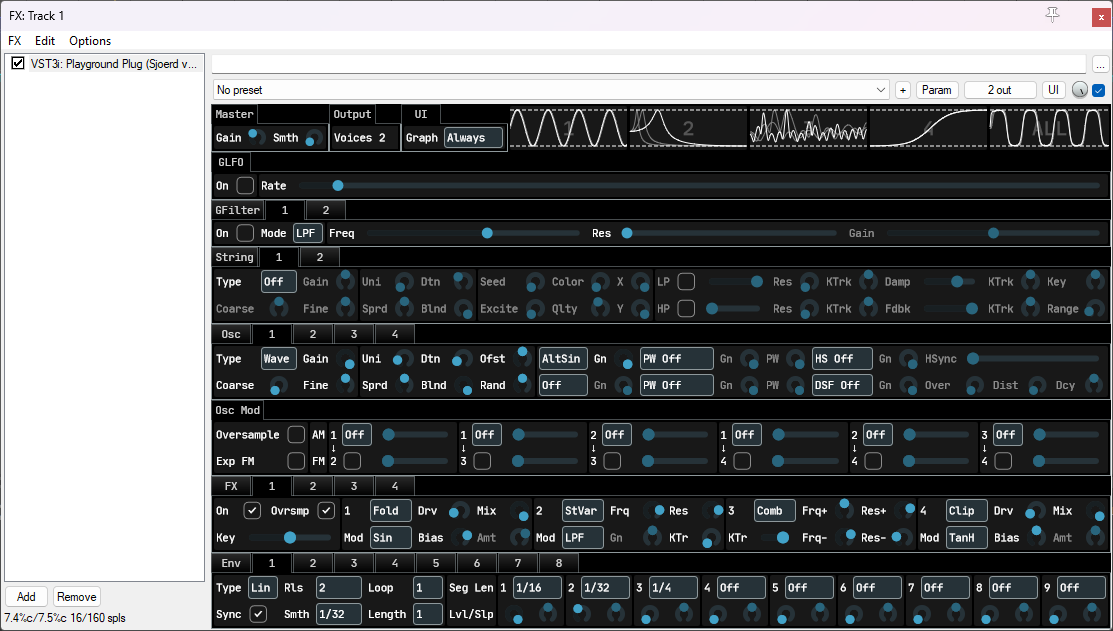 FX: Track 1
x
FX Edit Options
VST3i: Playground Plug (Sjoerd v...
...
No preset + Param 2 out UI
Master Output UI
Gain Smth Voices 2 Graph Always
1 2 3 4 ALL
GLFO
On Rate
GFilter 1 2
On Mode LPF Freq Res Gain
String 1 2
Type Off Gain Uni Dtn Seed Color X LP Res KTrk Damp KTrk Key
Coarse Fine Sprd Blnd Excite Qlty Y HP Res KTrk Fdbk KTrk Range
Osc 1 2 3 4
Type Wave Gain Uni Dtn Ofst AltSin Gn PW Off Gn PW HS Off Gn HSync
Coarse Fine Sprd Blnd Rand Off Gn PW Off Gn PW DSF Off Gn Over Dist Dcy
Osc Mod
Oversample AM 1 Off 1 Off 2 Off 1 Off 2 Off 3 Off
↓ ↓ ↓ ↓ ↓ ↓
Exp FM FM 2 3 3 4 4 4
FX 1 2 3 4
On Ovrsmp 1 Fold Drv Mix 2 StVar Frq Res 3 Comb Frq+ Res+ 4 Clip Drv Mix
Key Mod Sin Bias Amt Mod LPF Gn KTr KTrk Frq- Res- Mod TanH Bias Amt
Env 1 2 3 4 5 6 7 8
Type Lin Rls 2 Loop 1 Seg Len 1 1/16 2 1/32 3 1/4 4 Off 5 Off 6 Off 7 Off 8 Off 9 Off
Sync Smth 1/32 Length 1 Lvl/Slp
Add Remove
7.4%c/7.5%c 16/160 spls